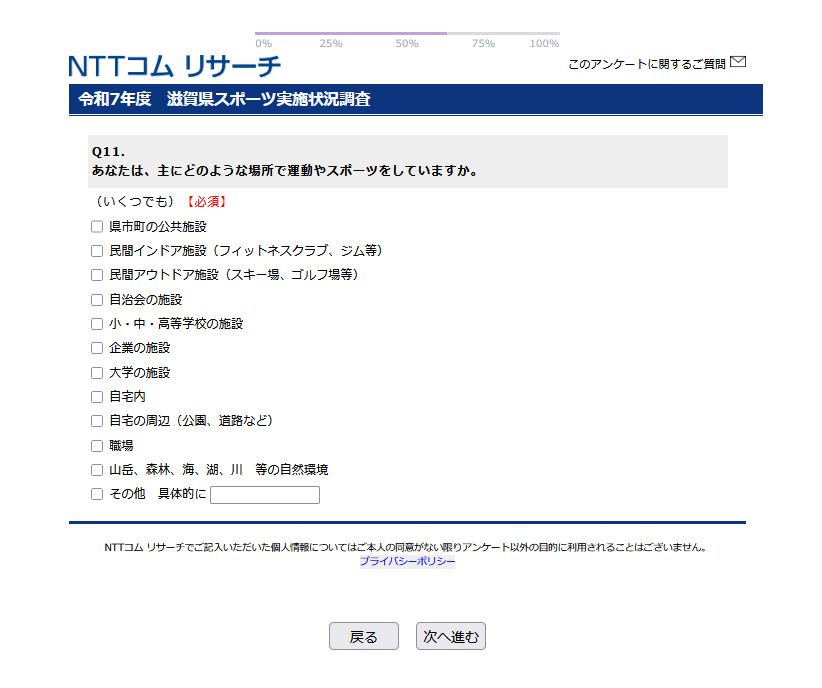 0% 25% 50% 75% 100%
NTTコム リサーチ
このアンケートに関するご質問
令和7年度　滋賀県スポーツ実施状況調査
Q11.
あなたは、主にどのような場所で運動やスポーツをしていますか。
（いくつでも）【必須】
県市町の公共施設
民間インドア施設（フィットネスクラブ、ジム等）
民間アウトドア施設（スキー場、ゴルフ場等）
自治会の施設
小・中・高等学校の施設
企業の施設
大学の施設
自宅内
自宅の周辺（公園、道路など）
職場
山岳、森林、海、湖、川　等の自然環境
その他　具体的に
NTTコム リサーチでご記入いただいた個人情報についてはご本人の同意がない限りアンケート以外の目的に利用されることはございません。
プライバシーポリシー
戻る 次へ進む